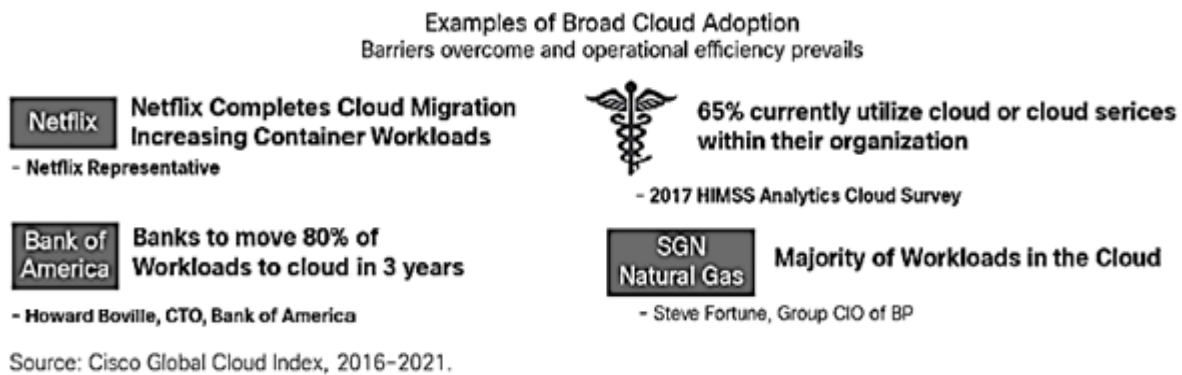 Examples of Broad Cloud Adoption
Barriers overcome and operational efficiency prevails
Netflix
Netflix Completes Cloud Migration
Increasing Container Workloads
- Netflix Representative
65% currently utilize cloud or cloud serices
within their organization
- 2017 HIMSS Analytics Cloud Survey
Bank of
America
Banks to move 80% of
Workloads to cloud in 3 years
- Howard Boville, CTO, Bank of America
SGN
Natural Gas
Majority of Workloads in the Cloud
- Steve Fortune, Group CIO of BP
Source: Cisco Global Cloud Index, 2016-2021.